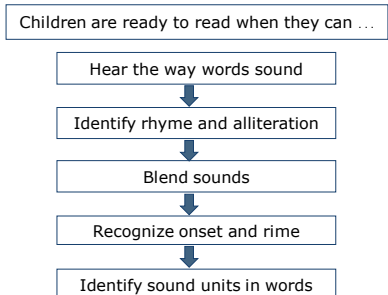 Children are ready to read when they can ...
Hear the way words sound
Identify rhyme and alliteration
Blend sounds
Recognize onset and rime
Identify sound units in words